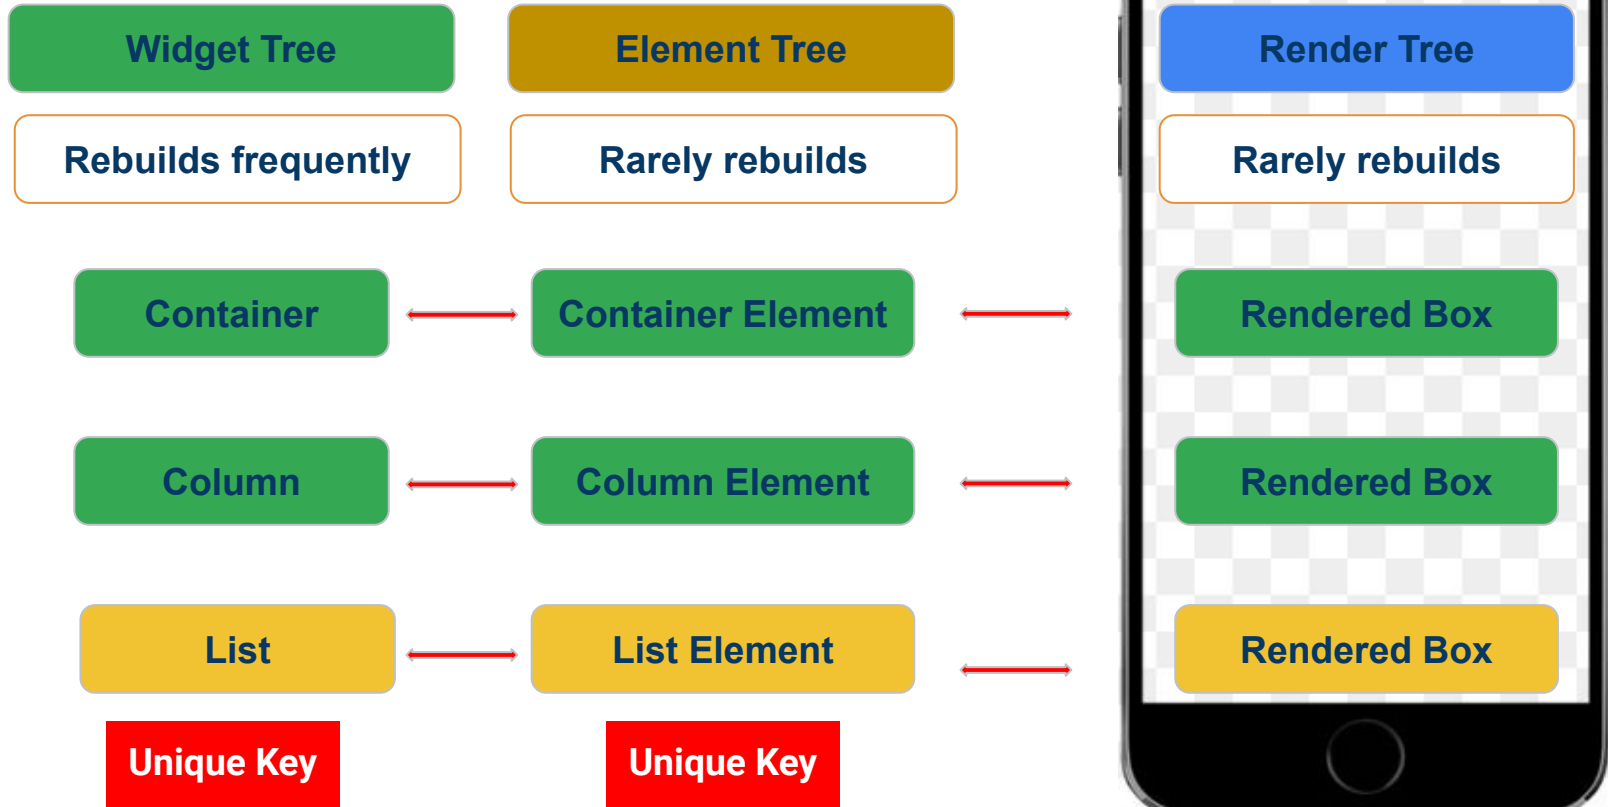 Widget Tree
Element Tree
Render Tree
Rebuilds frequently
Rarely rebuilds
Rarely rebuilds
Container
Container Element
Rendered Box
Column
Column Element
Rendered Box
List
List Element
Rendered Box
Unique Key
Unique Key